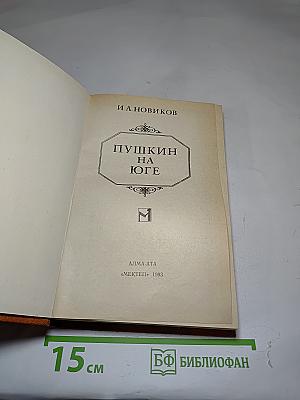 И.А.НОВИКОВ
ПУШКИН
НА
ЮГЕ
АЛМА-АТА
«МЕКТЕП» 1983
15 см
БФ БИБЛИОФАН